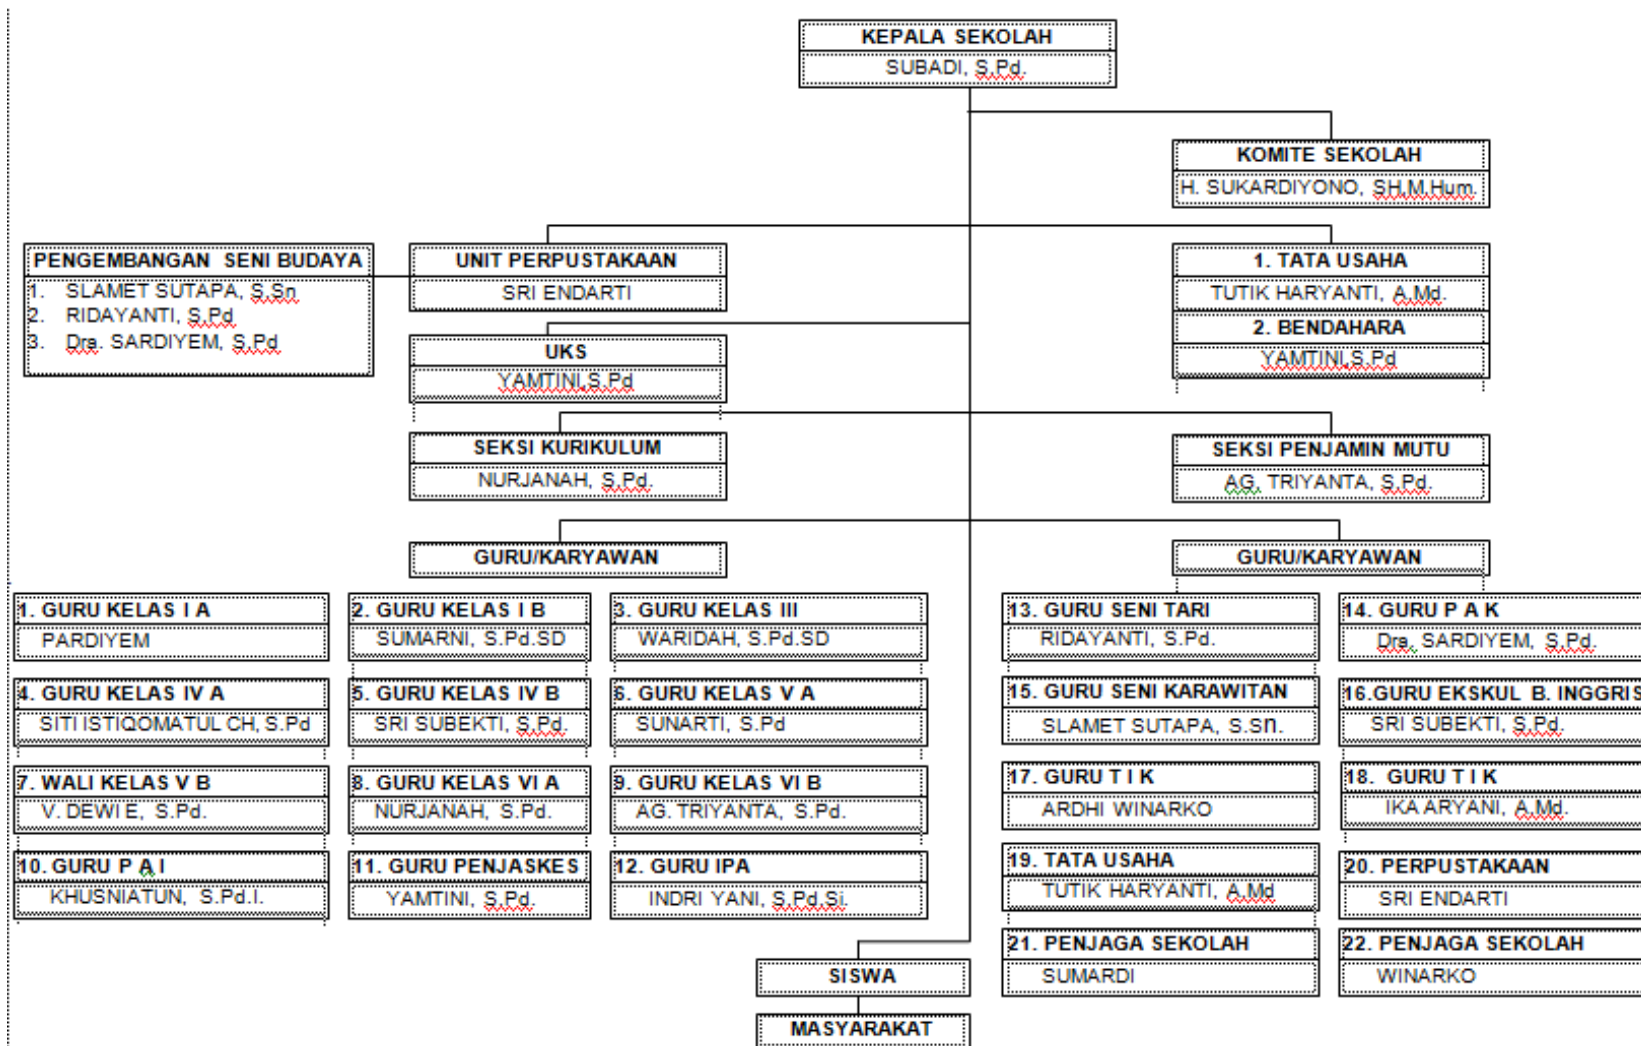 KEPALA SEKOLAH
SUBADI, S.Pd.
KOMITE SEKOLAH
H. SUKARDIYONO, SH.M.Hum.
PENGEMBANGAN SENI BUDAYA
1. SLAMET SUTAPA, S.Sn
2. RIDAYANTI, S.Pd
3. Dra. SARDIYEM, S.Pd
UNIT PERPUSTAKAAN
SRI ENDARTI
1. TATA USAHA
TUTIK HARYANTI, A.Md.
2. BENDAHARA
YAMTINI,S.Pd
UKS
YAMTINI,S.Pd
SEKSI KURIKULUM
NURJANAH, S.Pd.
SEKSI PENJAMIN MUTU
AG. TRIYANTA, S.Pd.
GURU/KARYAWAN
GURU/KARYAWAN
1. GURU KELAS I A
PARDIYEM
2. GURU KELAS I B
SUMARNI, S.Pd.SD
3. GURU KELAS III
WARIDAH, S.Pd.SD
4. GURU KELAS IV A
SITI ISTIQOMATUL CH, S.Pd
5. GURU KELAS IV B
SRI SUBEKTI, S.Pd.
6. GURU KELAS V A
SUNARTI, S.Pd
7. WALI KELAS V B
V. DEWI E, S.Pd.
8. GURU KELAS VI A
NURJANAH, S.Pd.
9. GURU KELAS VI B
AG. TRIYANTA, S.Pd.
10. GURU P A I
KHUSNIATUN, S.Pd.I.
11. GURU PENJASKES
YAMTINI, S.Pd.
12. GURU IPA
INDRI YANI, S.Pd.Si.
13. GURU SENI TARI
RIDAYANTI, S.Pd.
14. GURU P A K
Dra. SARDIYEM, S.Pd.
15. GURU SENI KARAWITAN
SLAMET SUTAPA, S.Sn.
16.GURU EKSKUL B. INGGRIS
SRI SUBEKTI, S.Pd.
17. GURU T I K
ARDHI WINARKO
18. GURU T I K
IKA ARYANI, A.Md.
19. TATA USAHA
TUTIK HARYANTI, A.Md
20. PERPUSTAKAAN
SRI ENDARTI
21. PENJAGA SEKOLAH
SUMARDI
22. PENJAGA SEKOLAH
WINARKO
SISWA
MASYARAKAT